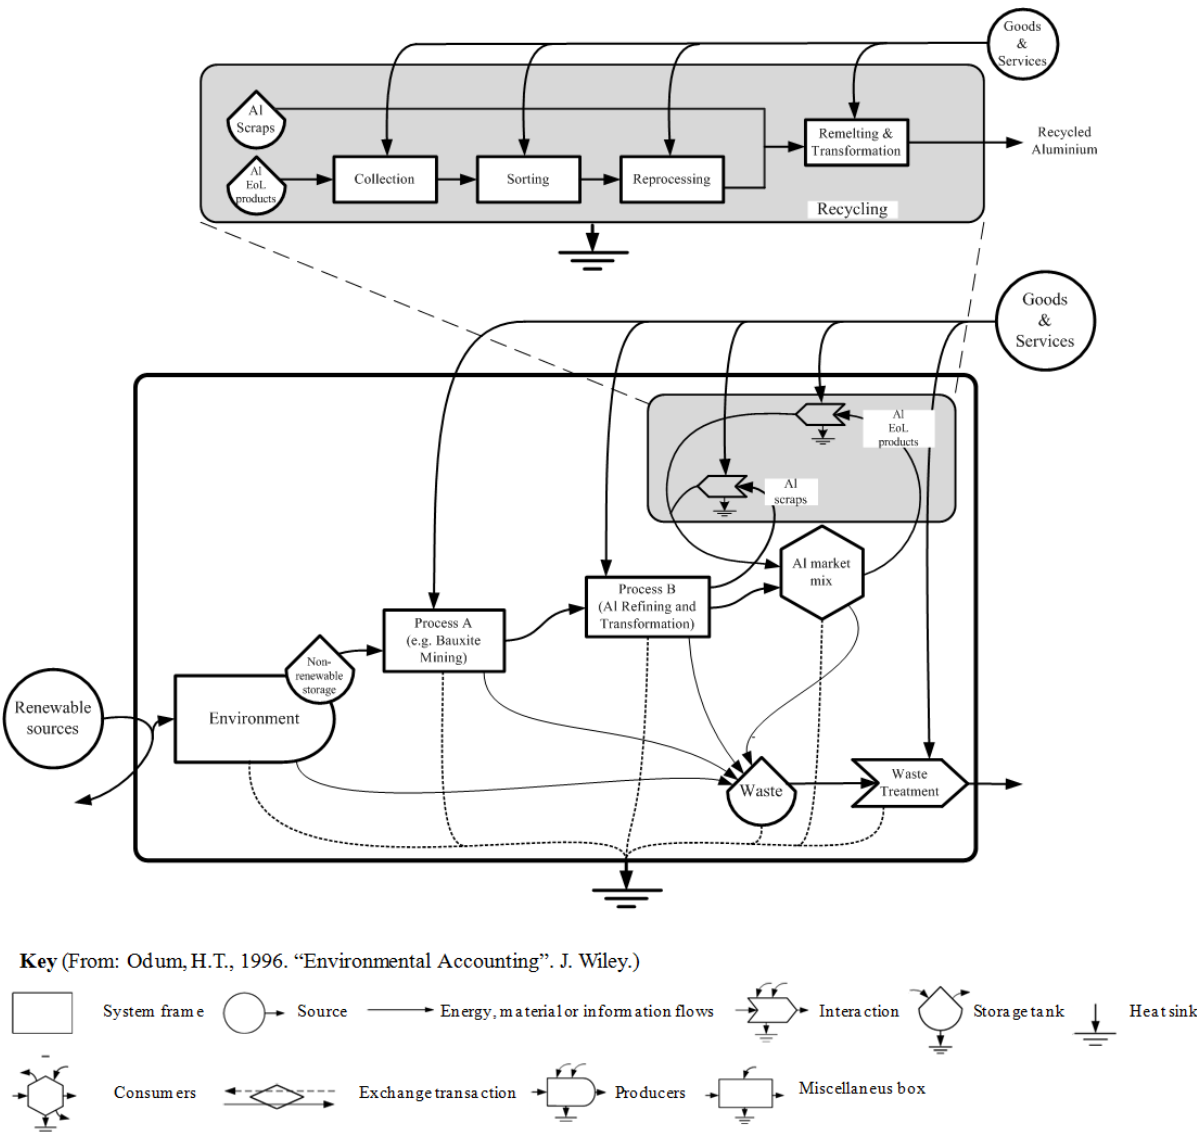 Goods
&
Services
Al
Scraps
Al
EoL
products
Collection
Sorting
Reprocessing
Remelting &
Transformation
Recycled
Aluminium
Recycling
Goods
&
Services
Al
EoL
products
Al
scraps
Al market
mix
Process B
(Al Refining and
Transformation)
Process A
(e.g. Bauxite
Mining)
Non-
renewable
storage
Renewable
sources
Environment
Waste
Waste
Treatment
Key (From: Odum, H.T., 1996. “Environmental Accounting”. J. Wiley.)
System frame
Source
Energy, material or information flows
Interaction
Storage tank
Heat sink
Consumers
Exchange transaction
Producers
Miscellaneus box